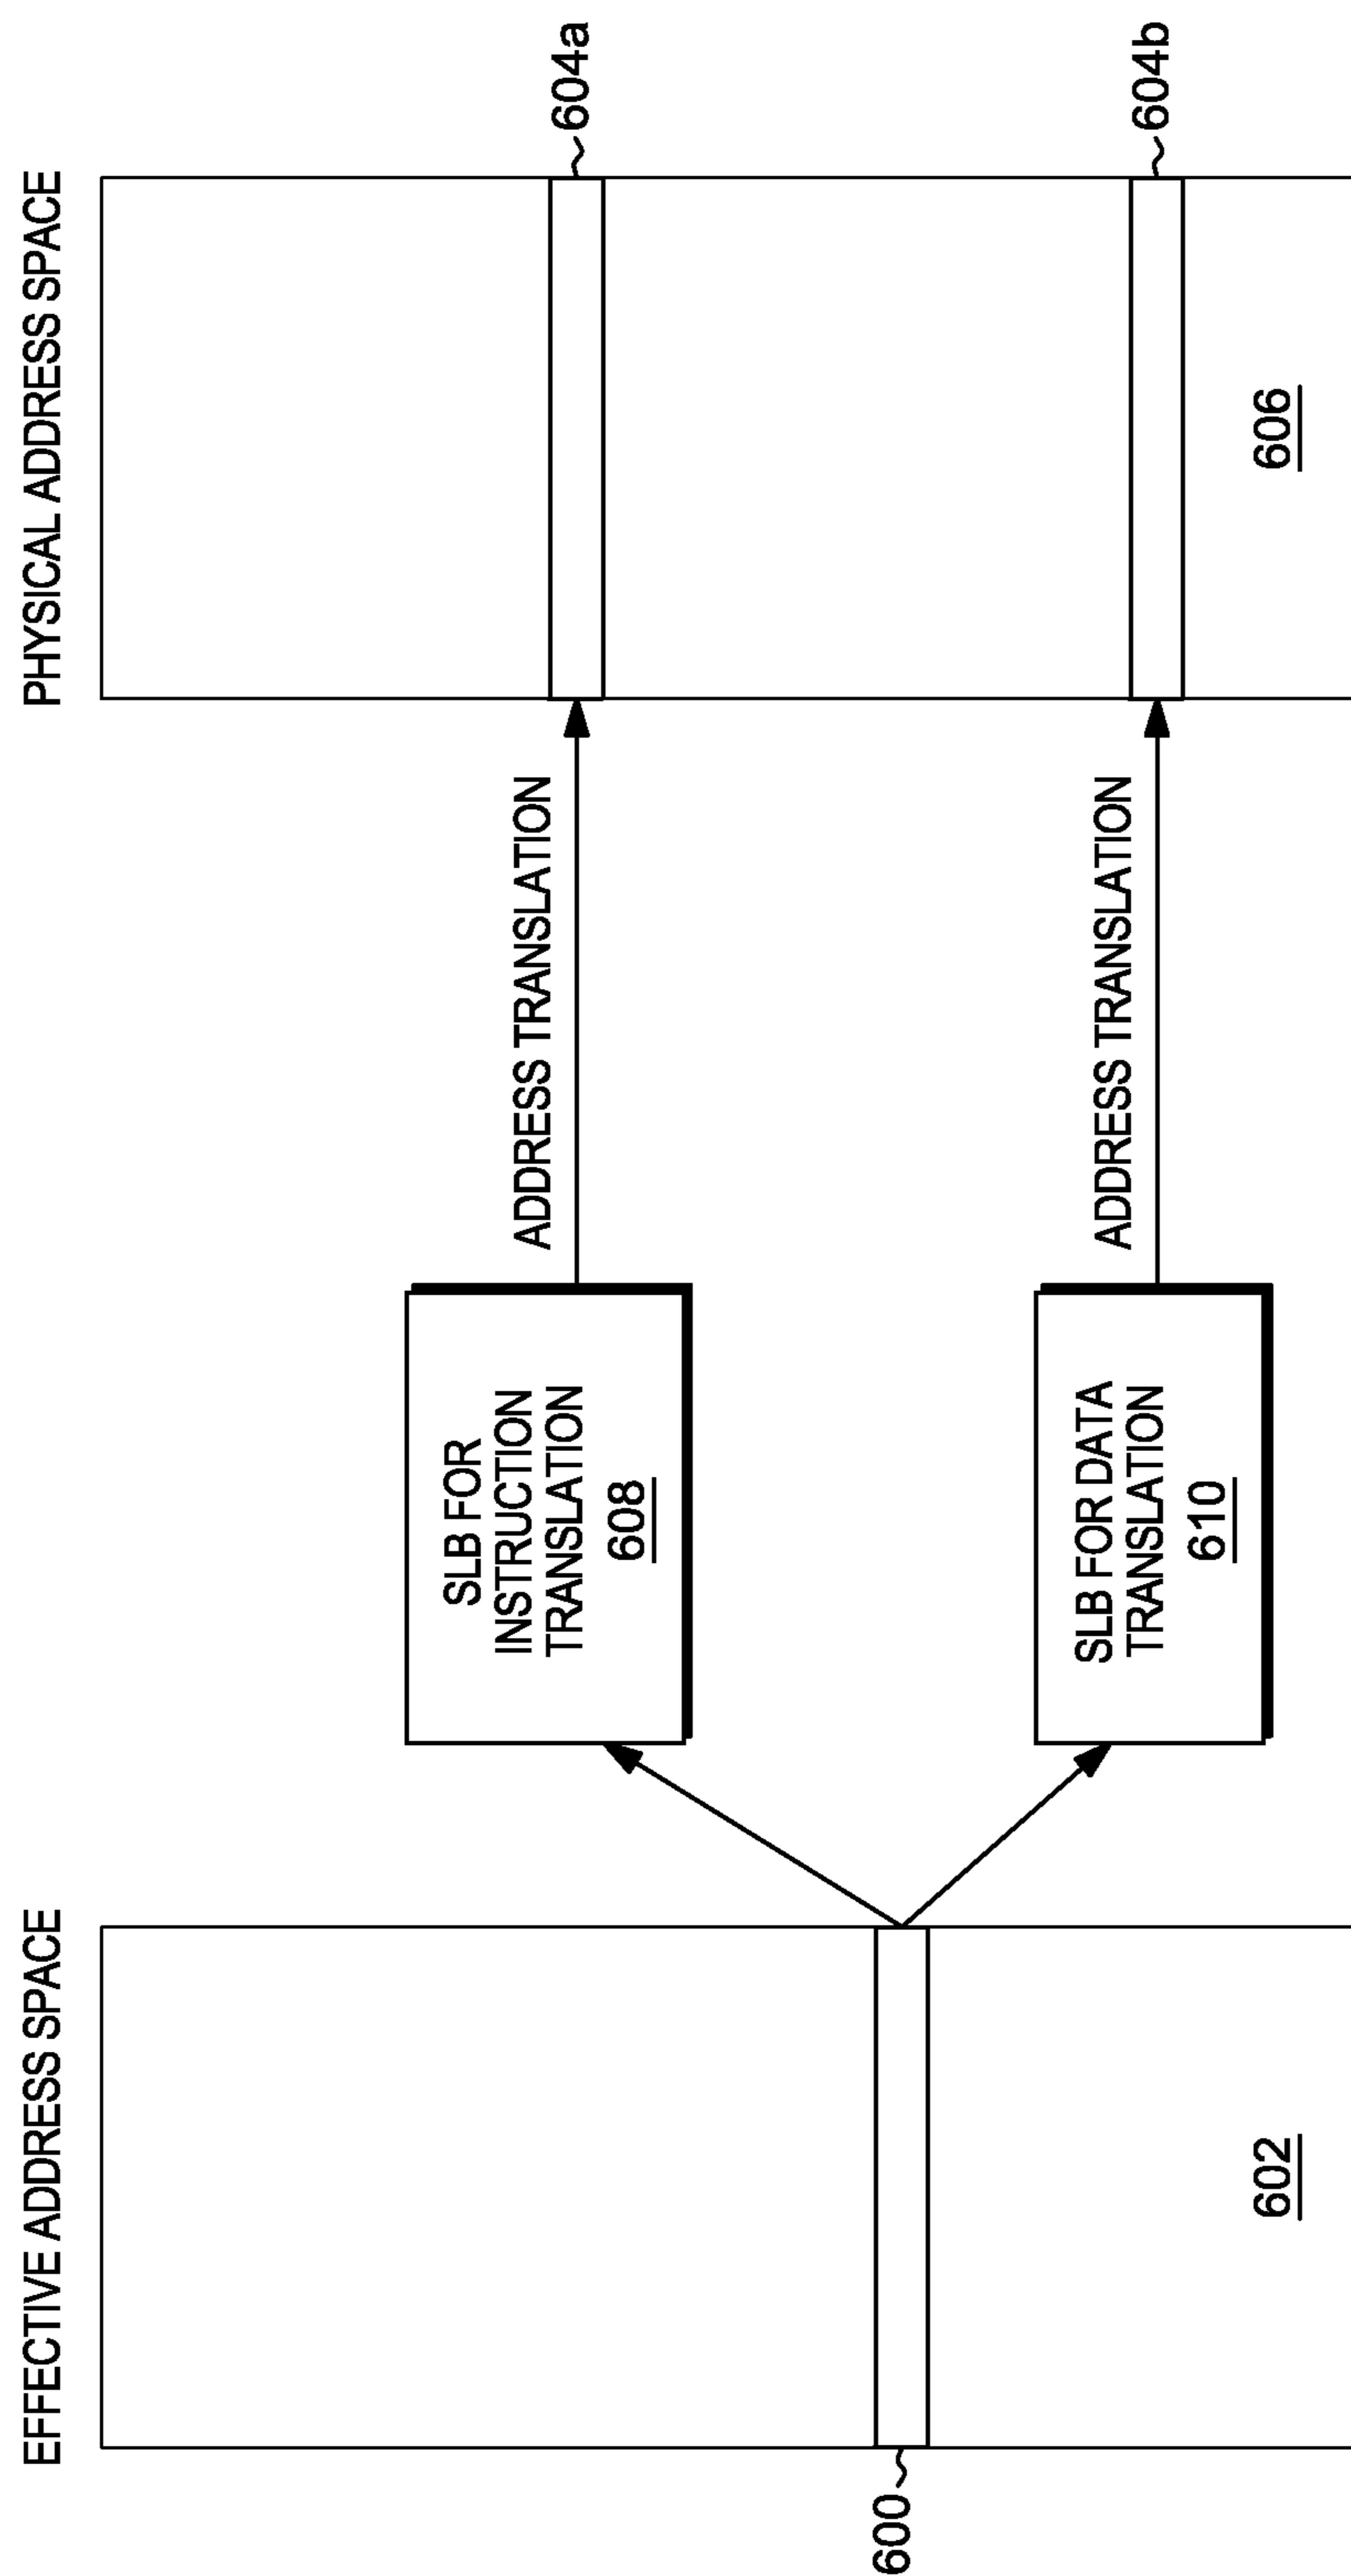 EFFECTIVE ADDRESS SPACE
PHYSICAL ADDRESS SPACE
SLB FOR
INSTRUCTION
TRANSLATION
608
ADDRESS TRANSLATION
604a
600
SLB FOR DATA
TRANSLATION
610
ADDRESS TRANSLATION
604b
602
606